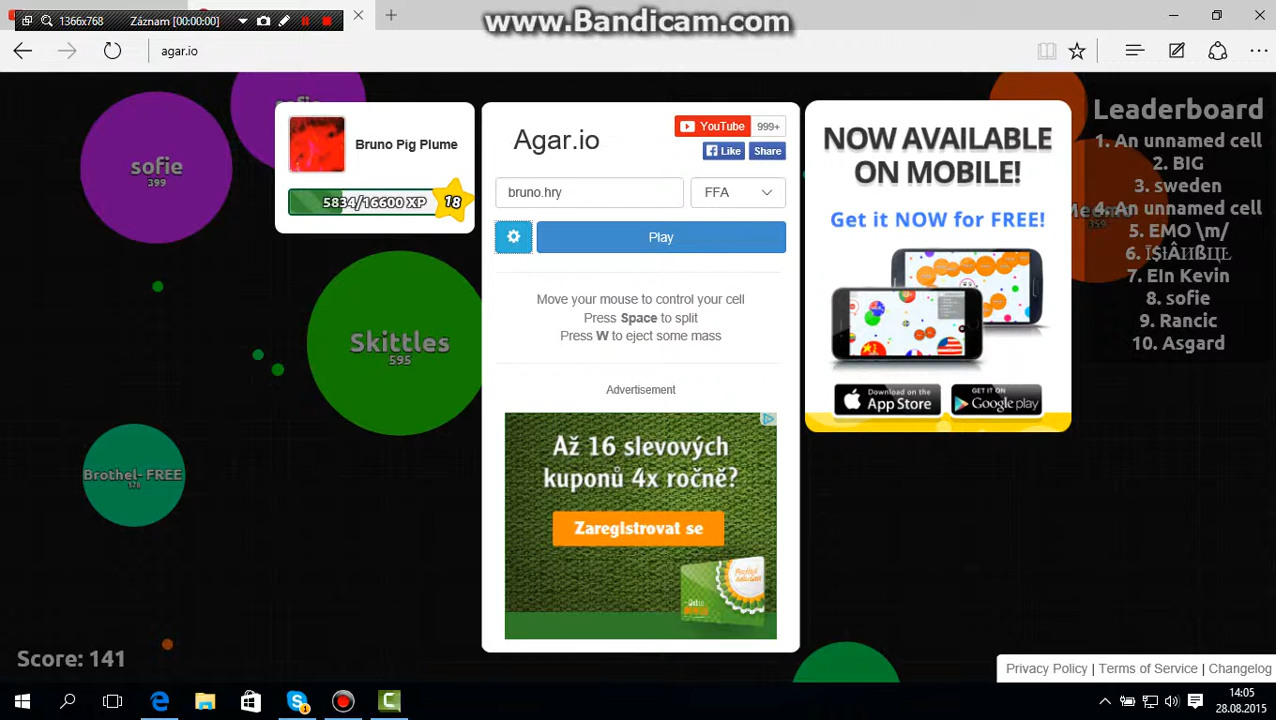 1366x768 Záznam [00:00:00]
www.Bandicam.com
agar.io
sofie
399
Bruno Pig Plume
5834/16600 XP 18
Skittles
595
Brothel- FREE
Score: 141
Agar.io
YouTube 999+
Like Share
bruno.hry FFA
Play
Move your mouse to control your cell
Press Space to split
Press W to eject some mass
Advertisement
Až 16 slevových
kuponů 4x ročně?
Zaregistrovat se
NOW AVAILABLE
ON MOBILE!
Get it NOW for FREE!
Download on the
App Store
GET IT ON
Google play
Leaderboard
1. An unnamed cell
2. BIG
3. sweden
4. An unnamed cell
5. EMO \m/
6.
7. EIn Kevin
8. sofie
9. Rancic
10. Asgard
359
Privacy Policy | Terms of Service | Changelog
14:05
28.08.2015